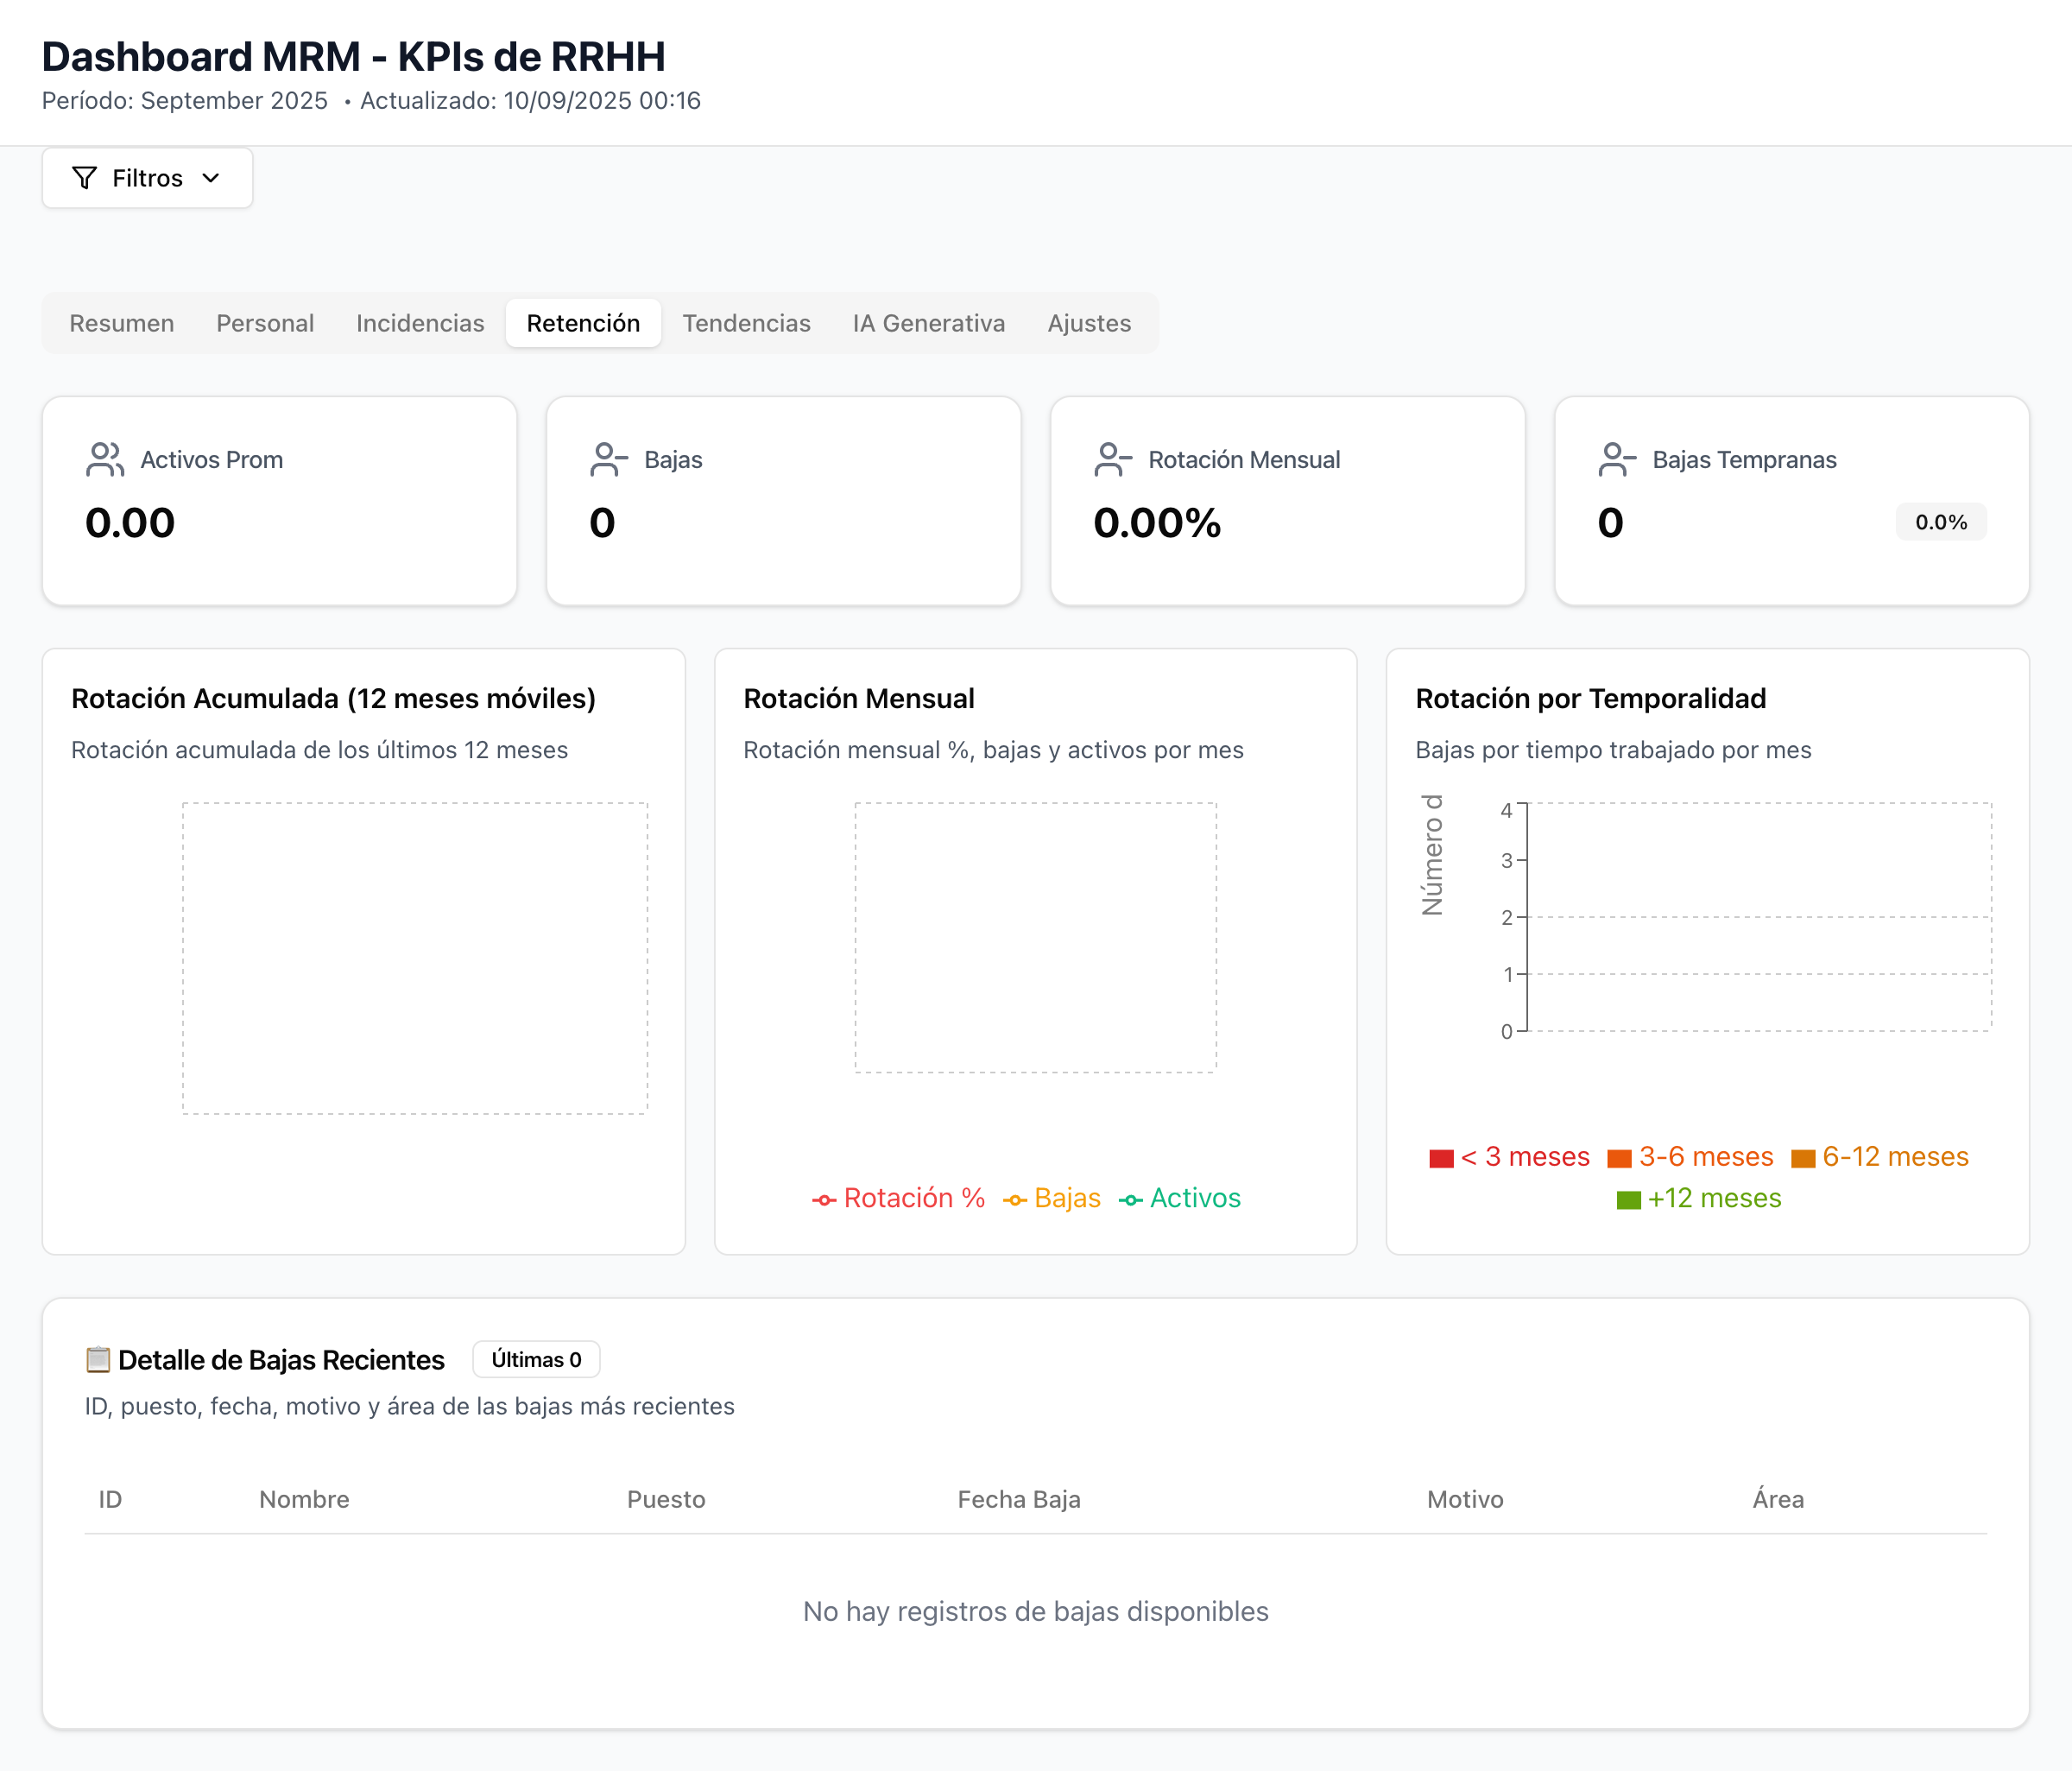 Dashboard MRM - KPIs de RRHH
Período: September 2025 • Actualizado: 10/09/2025 00:16
Filtros
Resumen Personal Incidencias Retención Tendencias IA Generativa Ajustes
Activos Prom
0.00
Bajas
0
Rotación Mensual
0.00%
Bajas Tempranas
0
0.0%
Rotación Acumulada (12 meses móviles)
Rotación acumulada de los últimos 12 meses
Rotación Mensual
Rotación mensual %, bajas y activos por mes
Rotación % Bajas Activos
Rotación por Temporalidad
Bajas por tiempo trabajado por mes
Número d
4
3
2
1
0
< 3 meses 3-6 meses 6-12 meses
+12 meses
Detalle de Bajas Recientes Últimas 0
ID, puesto, fecha, motivo y área de las bajas más recientes
ID Nombre Puesto Fecha Baja Motivo Área
No hay registros de bajas disponibles